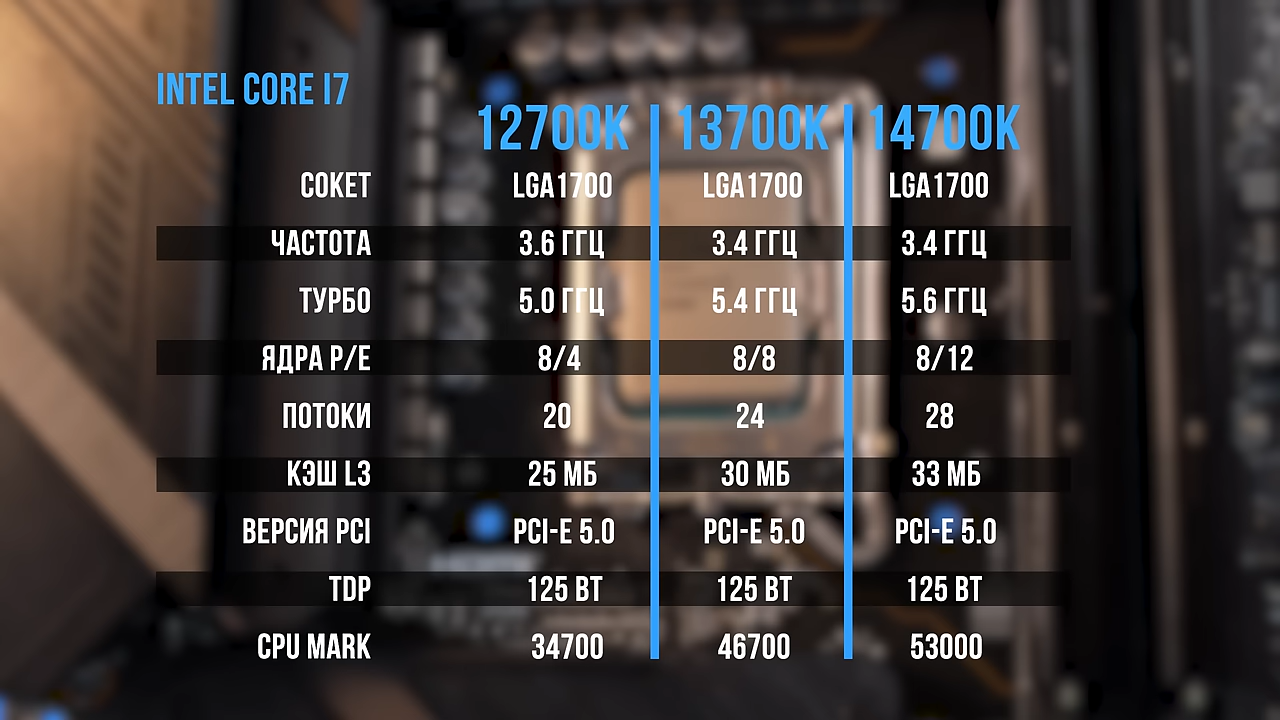 INTEL CORE I7
12700K 13700K 14700K
СОКЕТ LGA1700 LGA1700 LGA1700
ЧАСТОТА 3.6 ГГЦ 3.4 ГГЦ 3.4 ГГЦ
ТУРБО 5.0 ГГЦ 5.4 ГГЦ 5.6 ГГЦ
ЯДРА P/E 8/4 8/8 8/12
ПОТОКИ 20 24 28
КЭШ L3 25 МБ 30 МБ 33 МБ
ВЕРСИЯ PCI PCI-E 5.0 PCI-E 5.0 PCI-E 5.0
TDP 125 ВТ 125 ВТ 125 ВТ
CPU MARK 34700 46700 53000